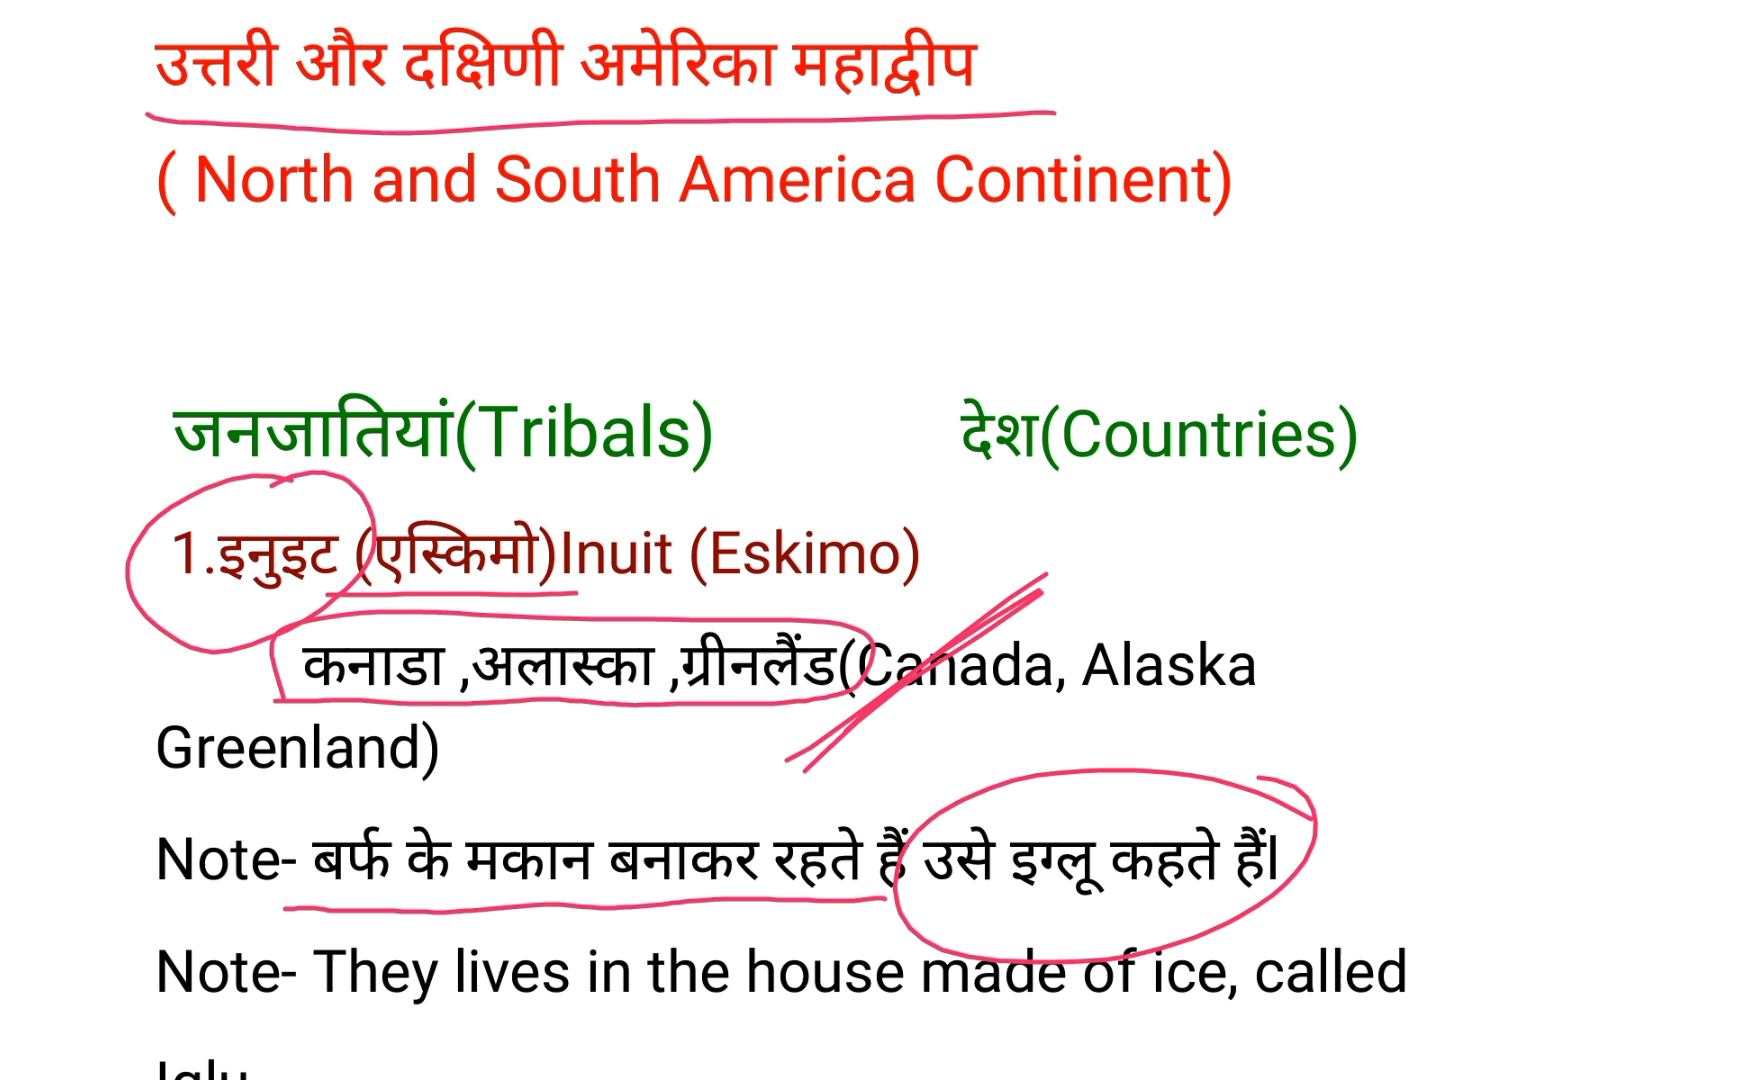 उत्तरी और दक्षिणी अमेरिका महाद्वीप
( North and South America Continent)
जनजातियां(Tribals) देश(Countries)
1.इनुइट (एस्किमो)Inuit (Eskimo)
कनाडा ,अलास्का ,ग्रीनलैंड(Canada, Alaska
Greenland)
Note- बर्फ के मकान बनाकर रहते हैं उसे इग्लू कहते हैं।
Note- They lives in the house made of ice, called
Iglu